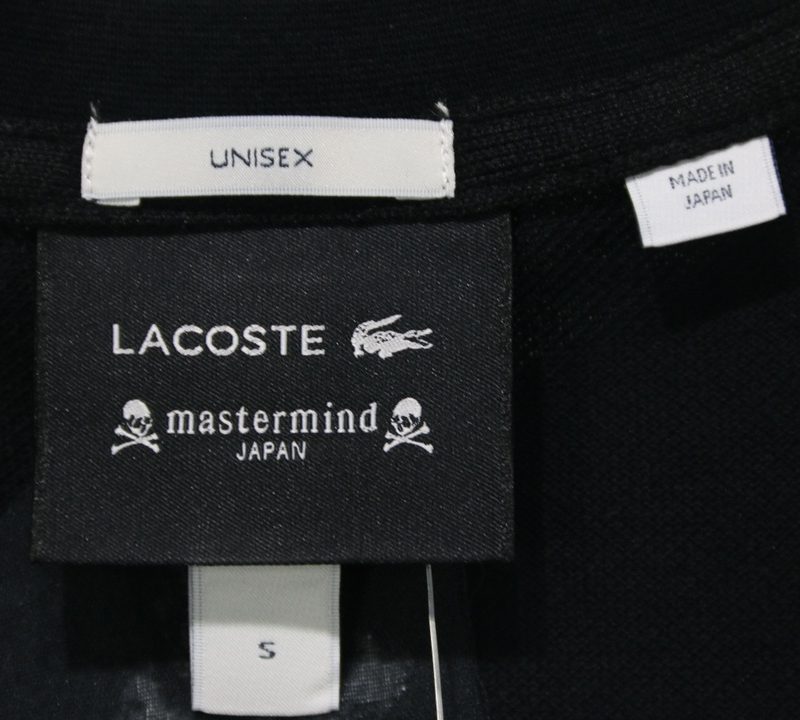 UNISEX
MADE IN
JAPAN
LACOSTE
mastermind
JAPAN
S